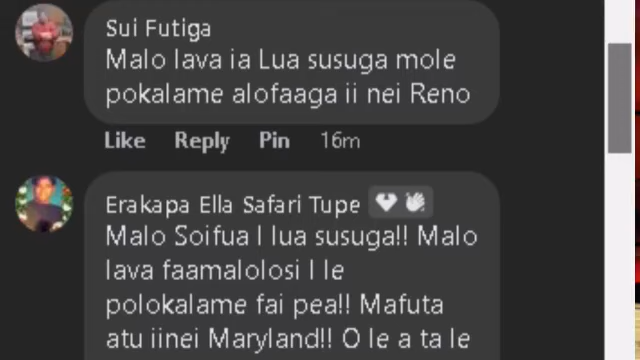 Sui Futiga
Malo lava ia Lua susuga mole
pokalame alofaaga ii nei Reno
Like Reply Pin 16m
Erakapa Ella Safari Tupe
Malo Soifua I lua susuga!! Malo
lava faamalolosi I le
polokalame fai pea!! Mafuta
atu iinei Maryland!! O le a ta le